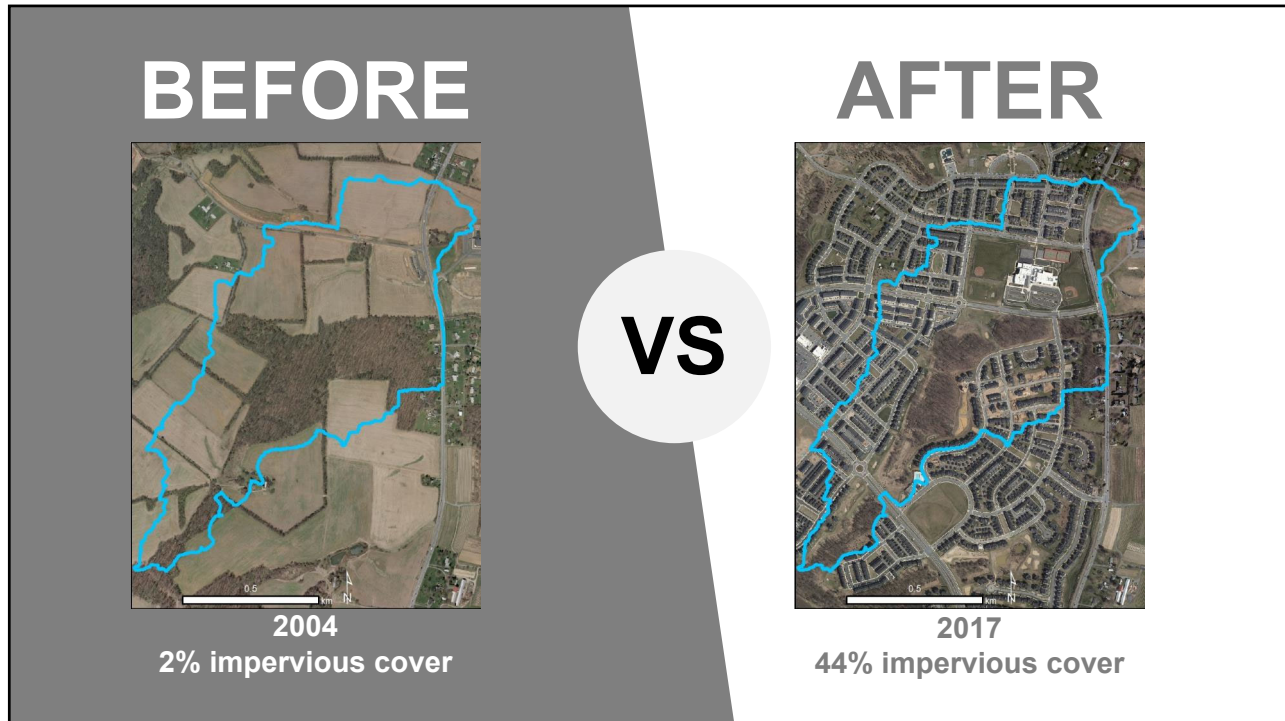 BEFORE
AFTER
VS
0.5
km
N
0.5
km
N
2004
2% impervious cover
2017
44% impervious cover